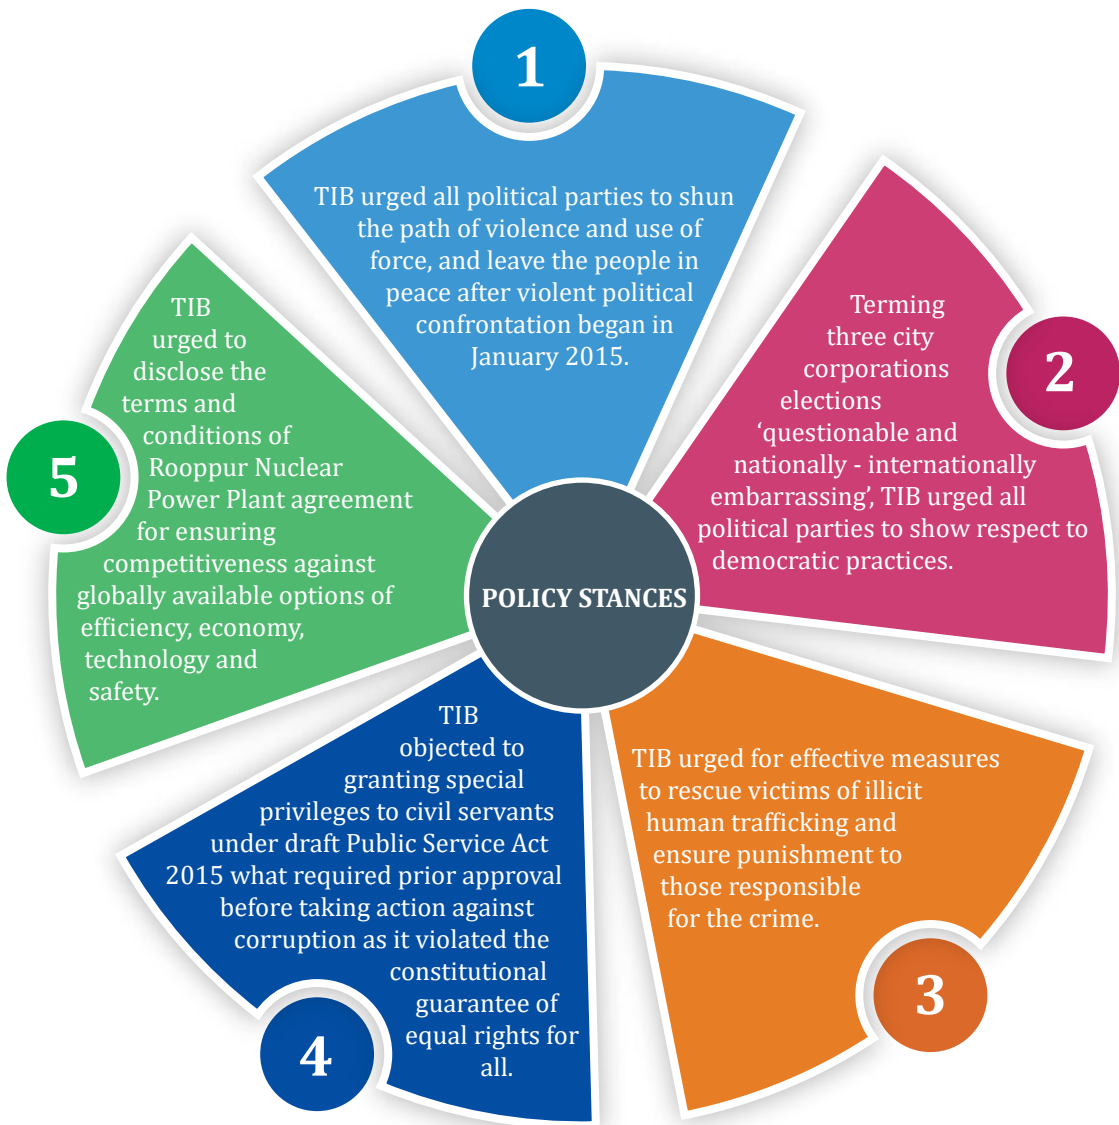 1
TIB urged all political parties to shun
the path of violence and use of
force, and leave the people in
peace after violent political
confrontation began in
January 2015.
2
Terming
three city
corporations
elections
‘questionable and
nationally - internationally
embarrassing’, TIB urged all
political parties to show respect to
democratic practices.
3
TIB urged for effective measures
to rescue victims of illicit
human trafficking and
ensure punishment to
those responsible
for the crime.
4
TIB
objected to
granting special
privileges to civil servants
under draft Public Service Act
2015 what required prior approval
before taking action against
corruption as it violated the
constitutional
guarantee of
equal rights for
all.
5
TIB
urged to
disclose the
terms and
conditions of
Rooppur Nuclear
Power Plant agreement
for ensuring
competitiveness against
globally available options of
efficiency, economy,
technology and
safety.
POLICY STANCES